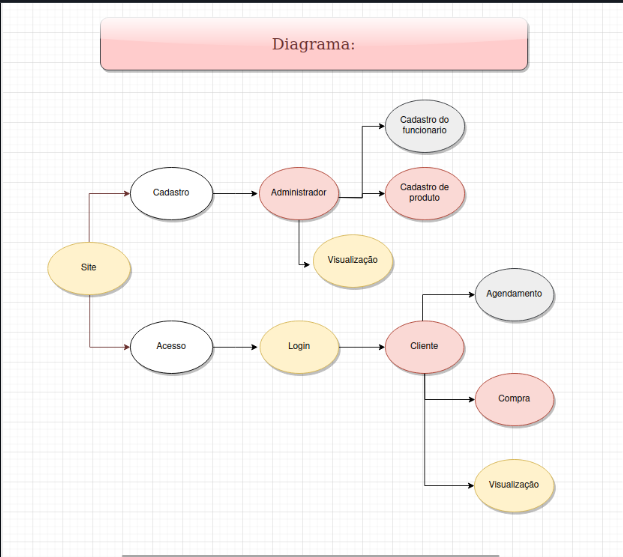 Diagrama:
Cadastro do
funcionario
Cadastro
Administrador
Cadastro de
produto
Visualização
Site
Agendamento
Acesso
Login
Cliente
Compra
Visualização